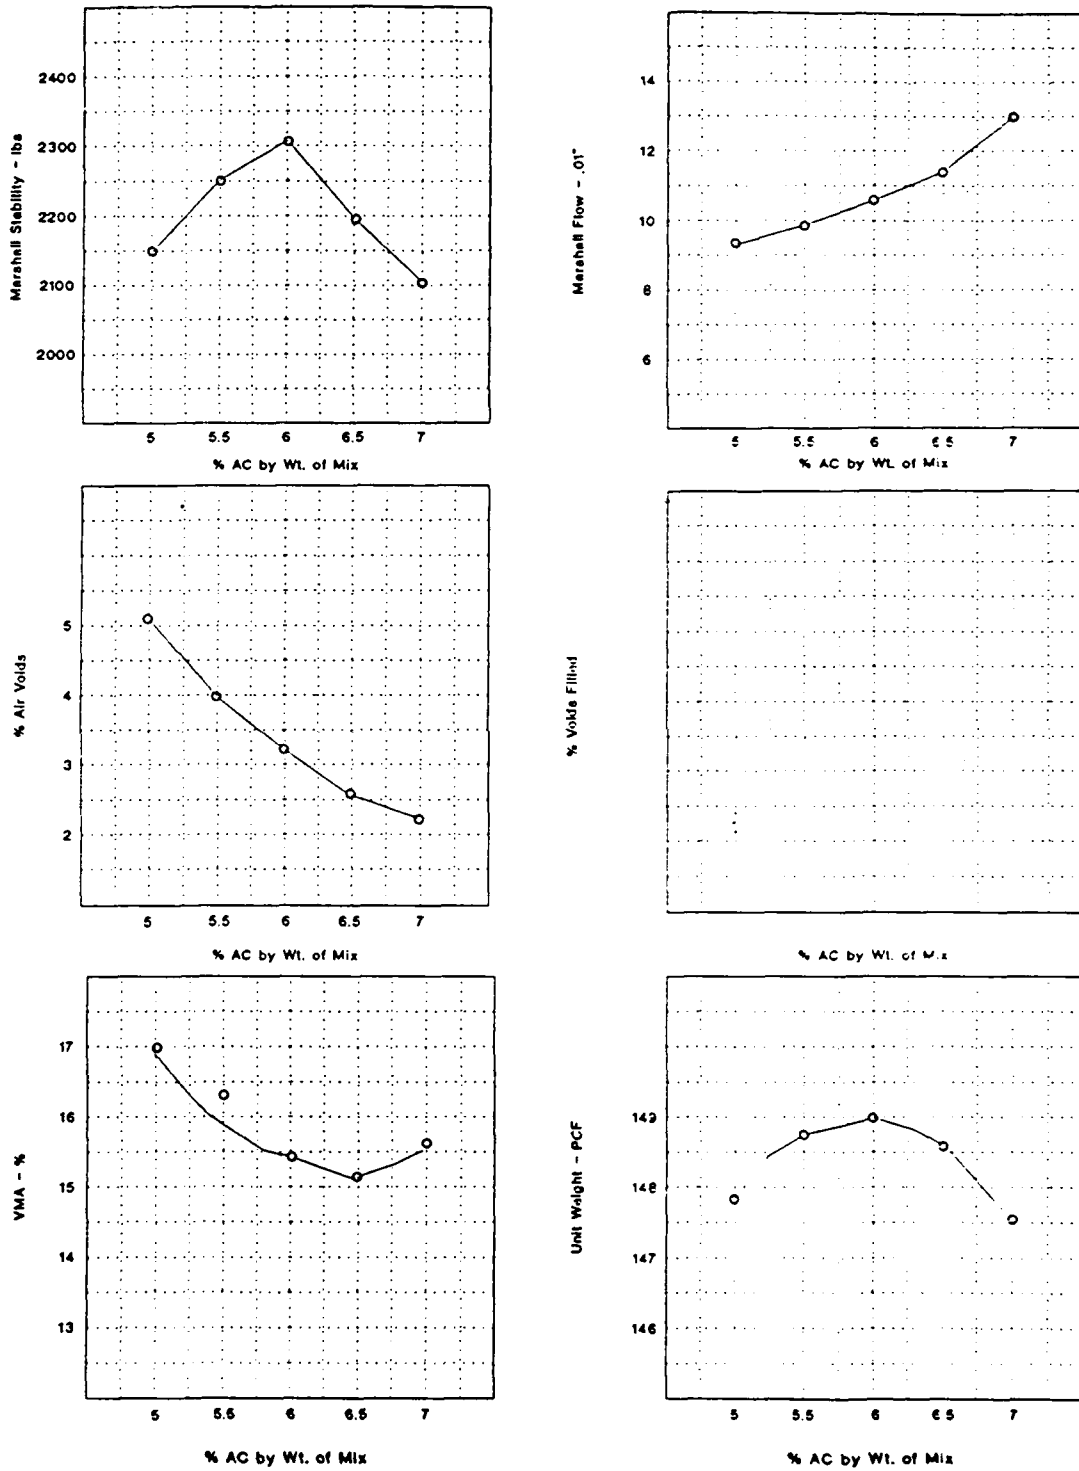 2400
2300
2200
2100
2000
Marshall Stability - lbs
5 5.5 6 6.5 7
% AC by Wt. of Mix
14
12
10
8
6
Marshall Flow - .01"
5 5.5 6 6 5 7
% AC by Wt. of Mix
5
4
3
2
% Air Voids
5 5.5 6 6.5 7
% AC by Wt. of Mix
% Voids Filled
% AC by Wt. of Mix
17
16
15
14
13
VMA - %
5 5.5 6 6.5 7
% AC by Wt. of Mix
149
148
147
146
Unit Weight - PCF
5 5.5 6 6 5 7
% AC by Wt. of Mix